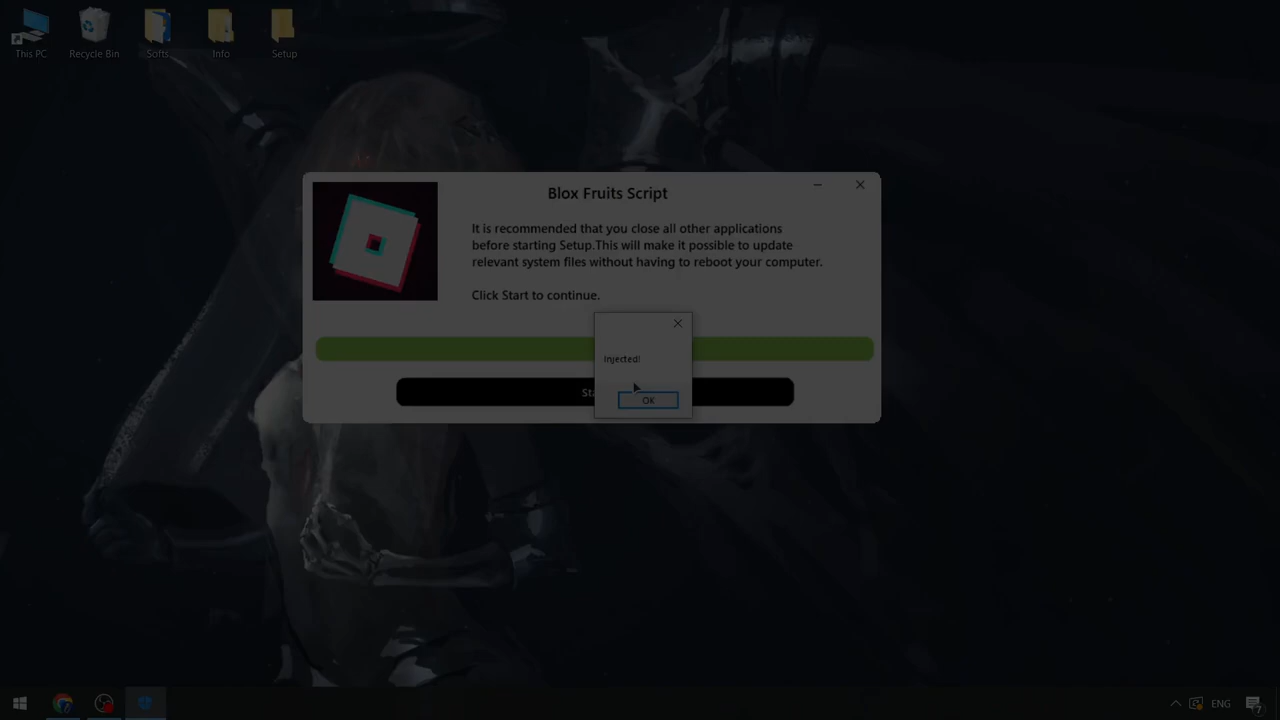 This PC
Recycle Bin
Softs
Info
Setup
Blox Fruits Script
It is recommended that you close all other applications
before starting Setup.This will make it possible to update
relevant system files without having to reboot your computer.
Click Start to continue.
Injected!
Sta
OK
ENG
7